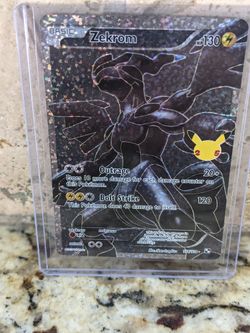 BASIC
Zekrom
HP130
Outrage 20+
Does 10 more damage for each damage counter on
this Pokémon.
Bolt Strike 120
This Pokémon does 40 damage to itself.